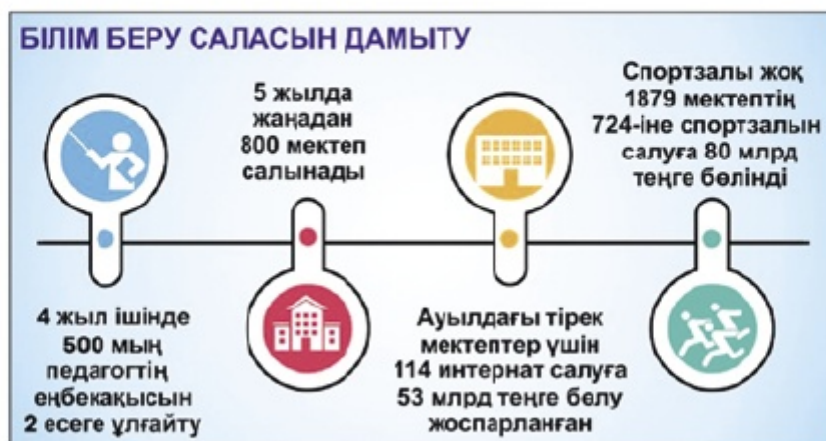 БІЛІМ БЕРУ САЛАСЫН ДАМЫТУ
4 жыл ішінде
500 мың
педагогтің
еңбекақысын
2 есеге ұлғайту
5 жылда
жаңадан
800 мектеп
салынады
Ауылдағы тірек
мектептер үшін
114 интернат салуға
53 млрд теңге бөлу
жоспарланған
Спортзалы жоқ
1879 мектептің
724-іне спортзалын
салуға 80 млрд
теңге бөлінді